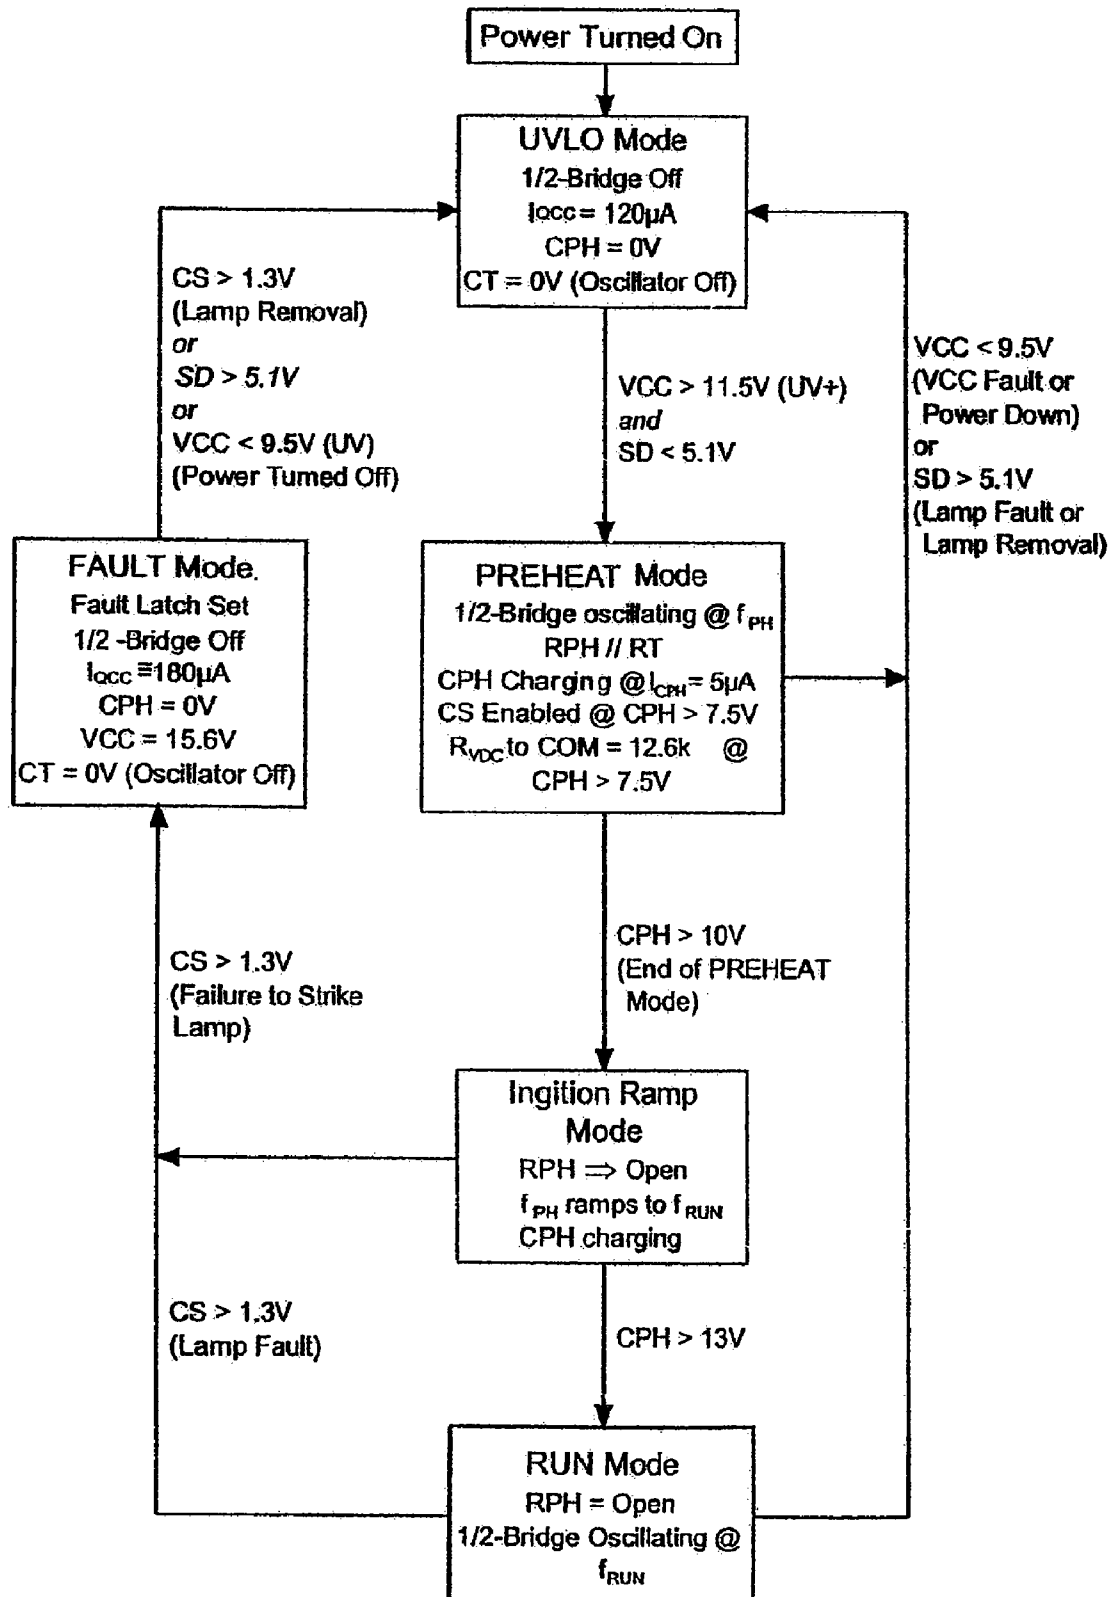 Power Turned On
UVLO Mode
1/2-Bridge Off
IQCC = 120µA
CPH = 0V
CT = 0V (Oscillator Off)
CS > 1.3V
(Lamp Removal)
or
SD > 5.1V
or
VCC < 9.5V (UV)
(Power Turned Off)
VCC > 11.5V (UV+)
and
SD < 5.1V
VCC < 9.5V
(VCC Fault or
Power Down)
or
SD > 5.1V
(Lamp Fault or
Lamp Removal)
FAULT Mode.
Fault Latch Set
1/2 -Bridge Off
IQCC ≅180µA
CPH = 0V
VCC = 15.6V
CT = 0V (Oscillator Off)
PREHEAT Mode
1/2-Bridge oscillating @ fPH
RPH // RT
CPH Charging @ ICPH = 5µA
CS Enabled @ CPH > 7.5V
RVDC to COM = 12.6k @
CPH > 7.5V
CS > 1.3V
(Failure to Strike
Lamp)
CPH > 10V
(End of PREHEAT
Mode)
Ingition Ramp
Mode
RPH ⇒ Open
fPH ramps to fRUN
CPH charging
CS > 1.3V
(Lamp Fault)
CPH > 13V
RUN Mode
RPH = Open
1/2-Bridge Oscillating @
fRUN